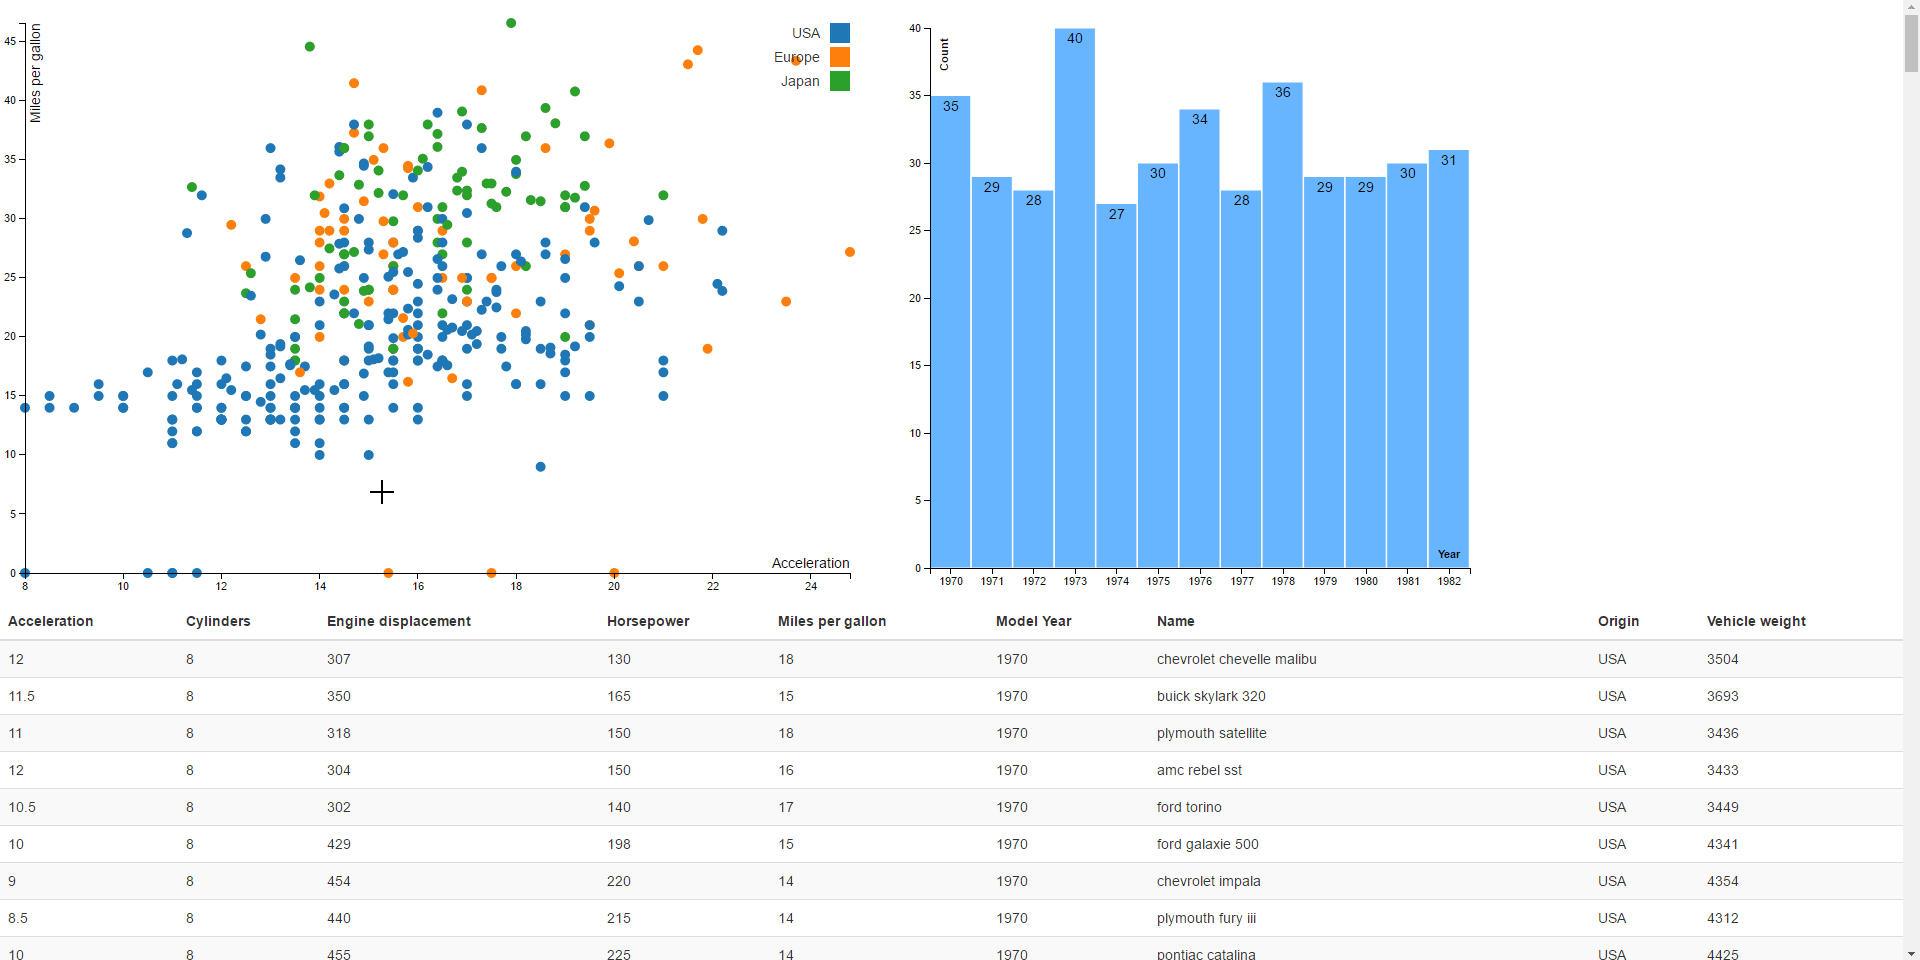 Miles per gallon
45
40
35
30
25
20
15
10
5
0
8 10 12 14 16 18 20 22 24
Acceleration
USA
Europe
Japan
Count
40
35
30
25
20
15
10
5
0
35 29 28 40 27 30 34 28 36 29 29 30 31
Year
1970 1971 1972 1973 1974 1975 1976 1977 1978 1979 1980 1981 1982
Acceleration Cylinders Engine displacement Horsepower Miles per gallon Model Year Name Origin Vehicle weight
12 8 307 130 18 1970 chevrolet chevelle malibu USA 3504
11.5 8 350 165 15 1970 buick skylark 320 USA 3693
11 8 318 150 18 1970 plymouth satellite USA 3436
12 8 304 150 16 1970 amc rebel sst USA 3433
10.5 8 302 140 17 1970 ford torino USA 3449
10 8 429 198 15 1970 ford galaxie 500 USA 4341
9 8 454 220 14 1970 chevrolet impala USA 4354
8.5 8 440 215 14 1970 plymouth fury iii USA 4312
10 8 455 225 14 1970 pontiac catalina USA 4425